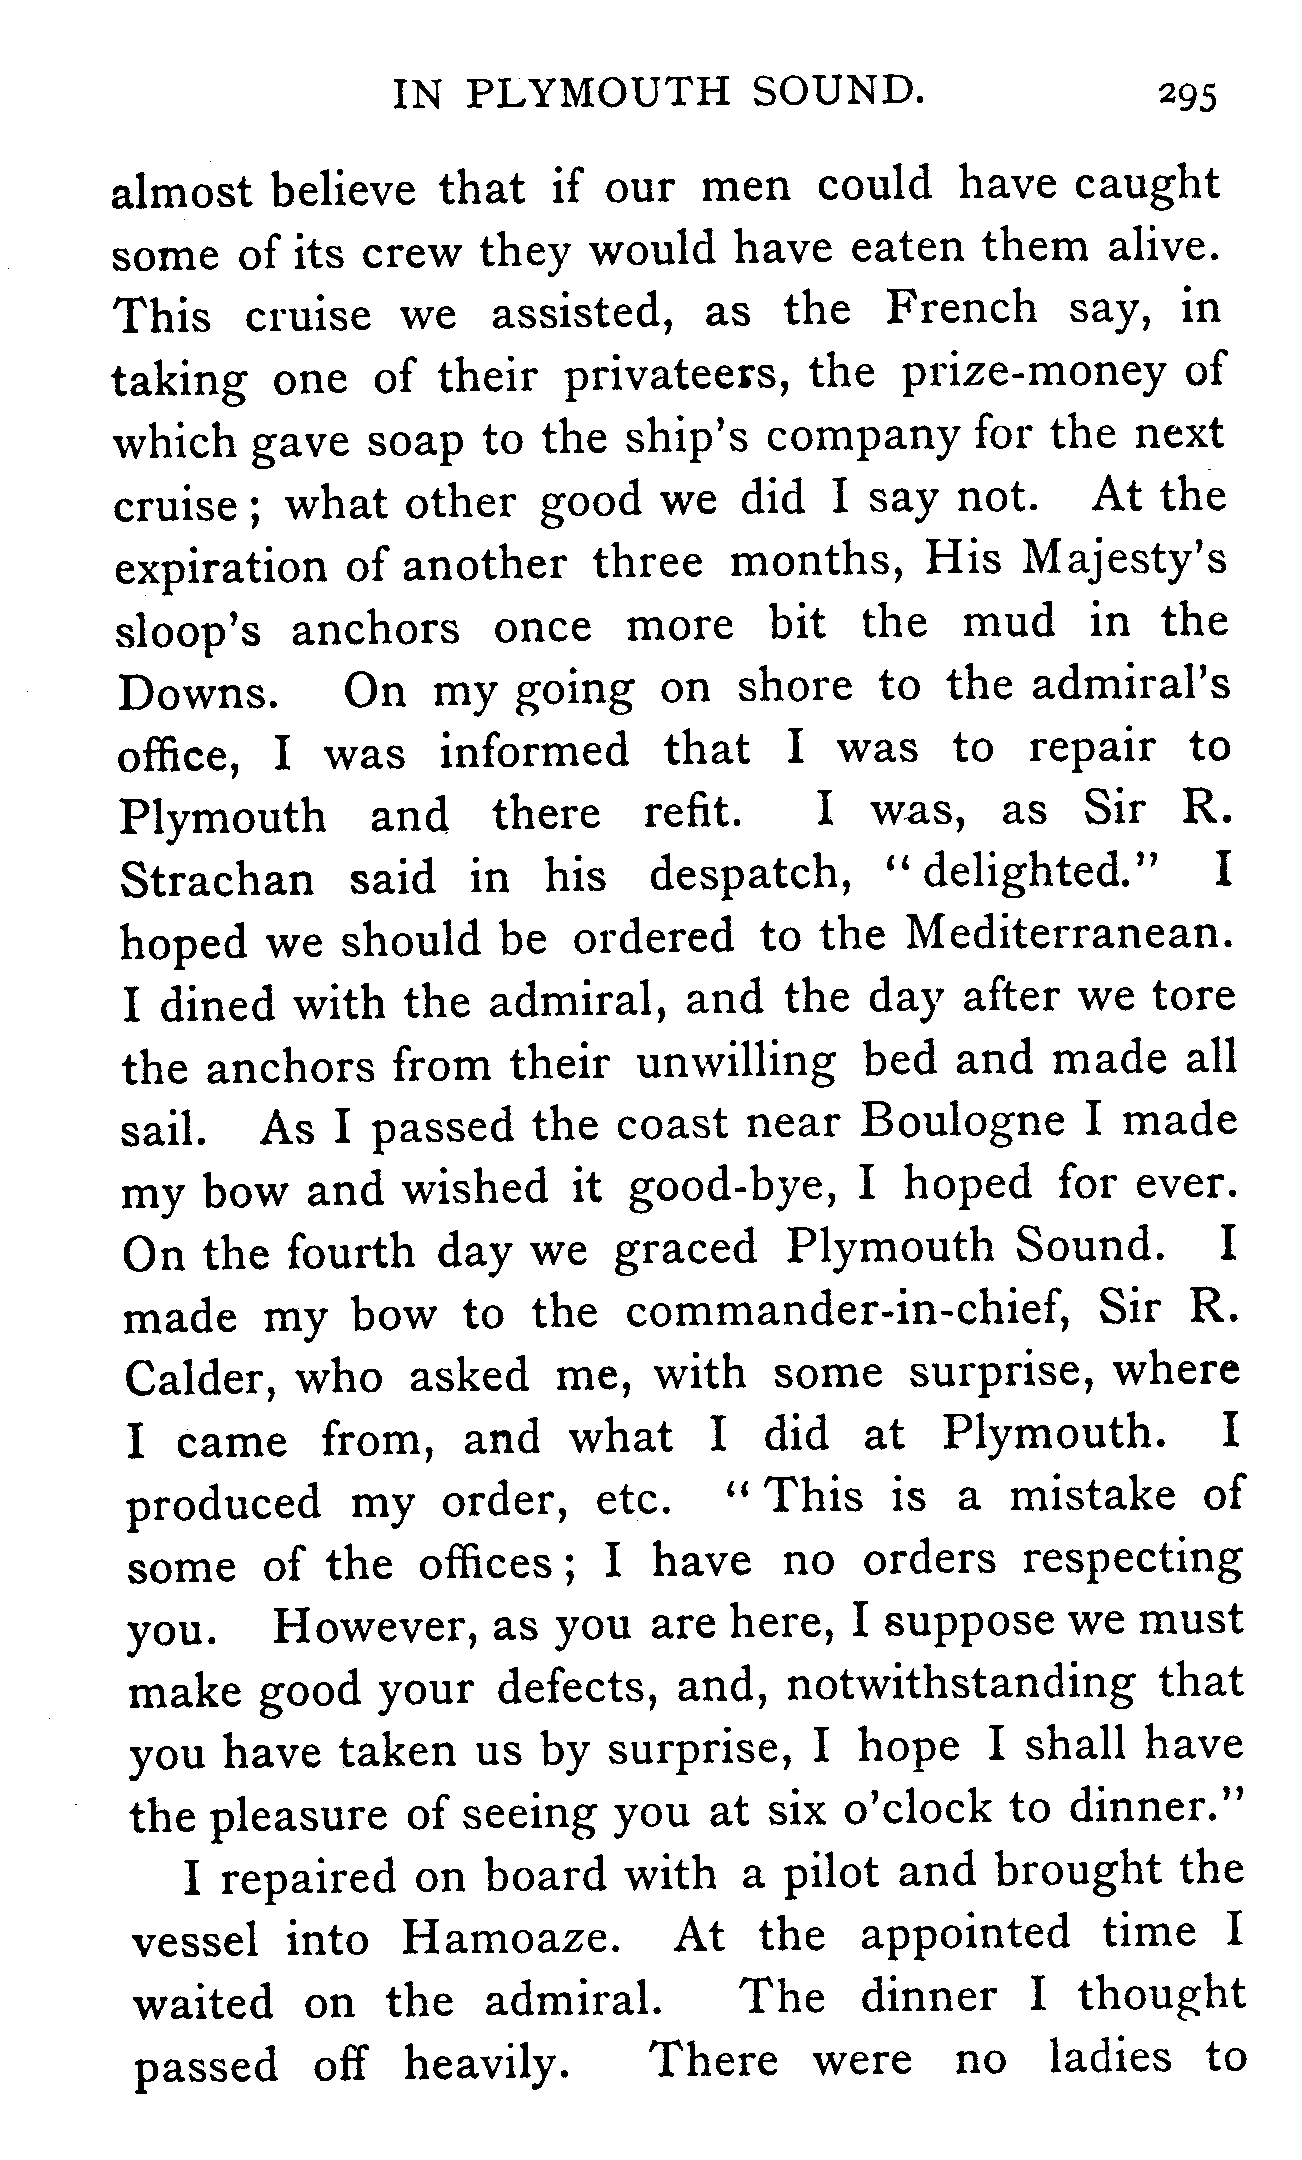 IN PLYMOUTH SOUND. 295
almost believe that if our men could have caught
some of its crew they would have eaten them alive.
This cruise we assisted, as the French say, in
taking one of their privateers, the prize-money of
which gave soap to the ship's company for the next
cruise; what other good we did I say not. At the
expiration of another three months, His Majesty's
sloop's anchors once more bit the mud in the
Downs. On my going on shore to the admiral's
office, I was informed that I was to repair to
Plymouth and there refit. I was, as Sir R.
Strachan said in his despatch, "delighted." I
hoped we should be ordered to the Mediterranean.
I dined with the admiral, and the day after we tore
the anchors from their unwilling bed and made all
sail. As I passed the coast near Boulogne I made
my bow and wished it good-bye, I hoped for ever.
On the fourth day we graced Plymouth Sound. I
made my bow to the commander-in-chief, Sir R.
Calder, who asked me, with some surprise, where
I came from, and what I did at Plymouth. I
produced my order, etc. "This is a mistake of
some of the offices; I have no orders respecting
you. However, as you are here, I suppose we must
make good your defects, and, notwithstanding that
you have taken us by surprise, I hope I shall have
the pleasure of seeing you at six o'clock to dinner."
I repaired on board with a pilot and brought the
vessel into Hamoaze. At the appointed time I
waited on the admiral. The dinner I thought
passed off heavily. There were no ladies to